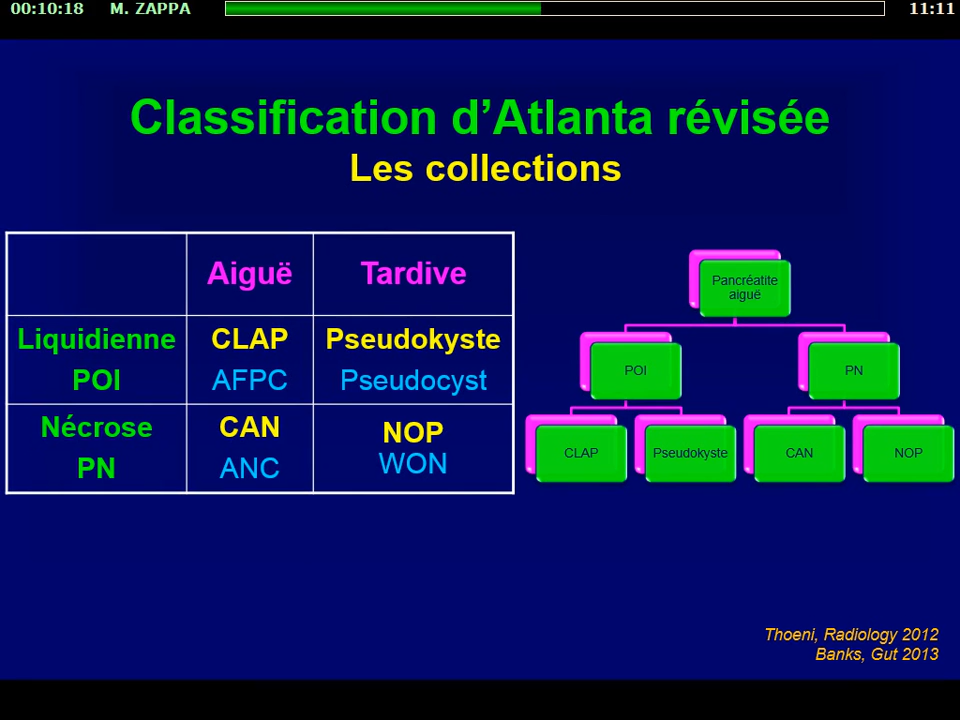 00:10:18 M. ZAPPA 11:11
Classification d'Atlanta révisée
Les collections
Aiguë Tardive
Liquidienne CLAP Pseudokyste
POI AFPC Pseudocyst
Nécrose CAN NOP
PN ANC WON
Pancréatite
aiguë
POI PN
CLAP Pseudokyste CAN NOP
Thoeni, Radiology 2012
Banks, Gut 2013